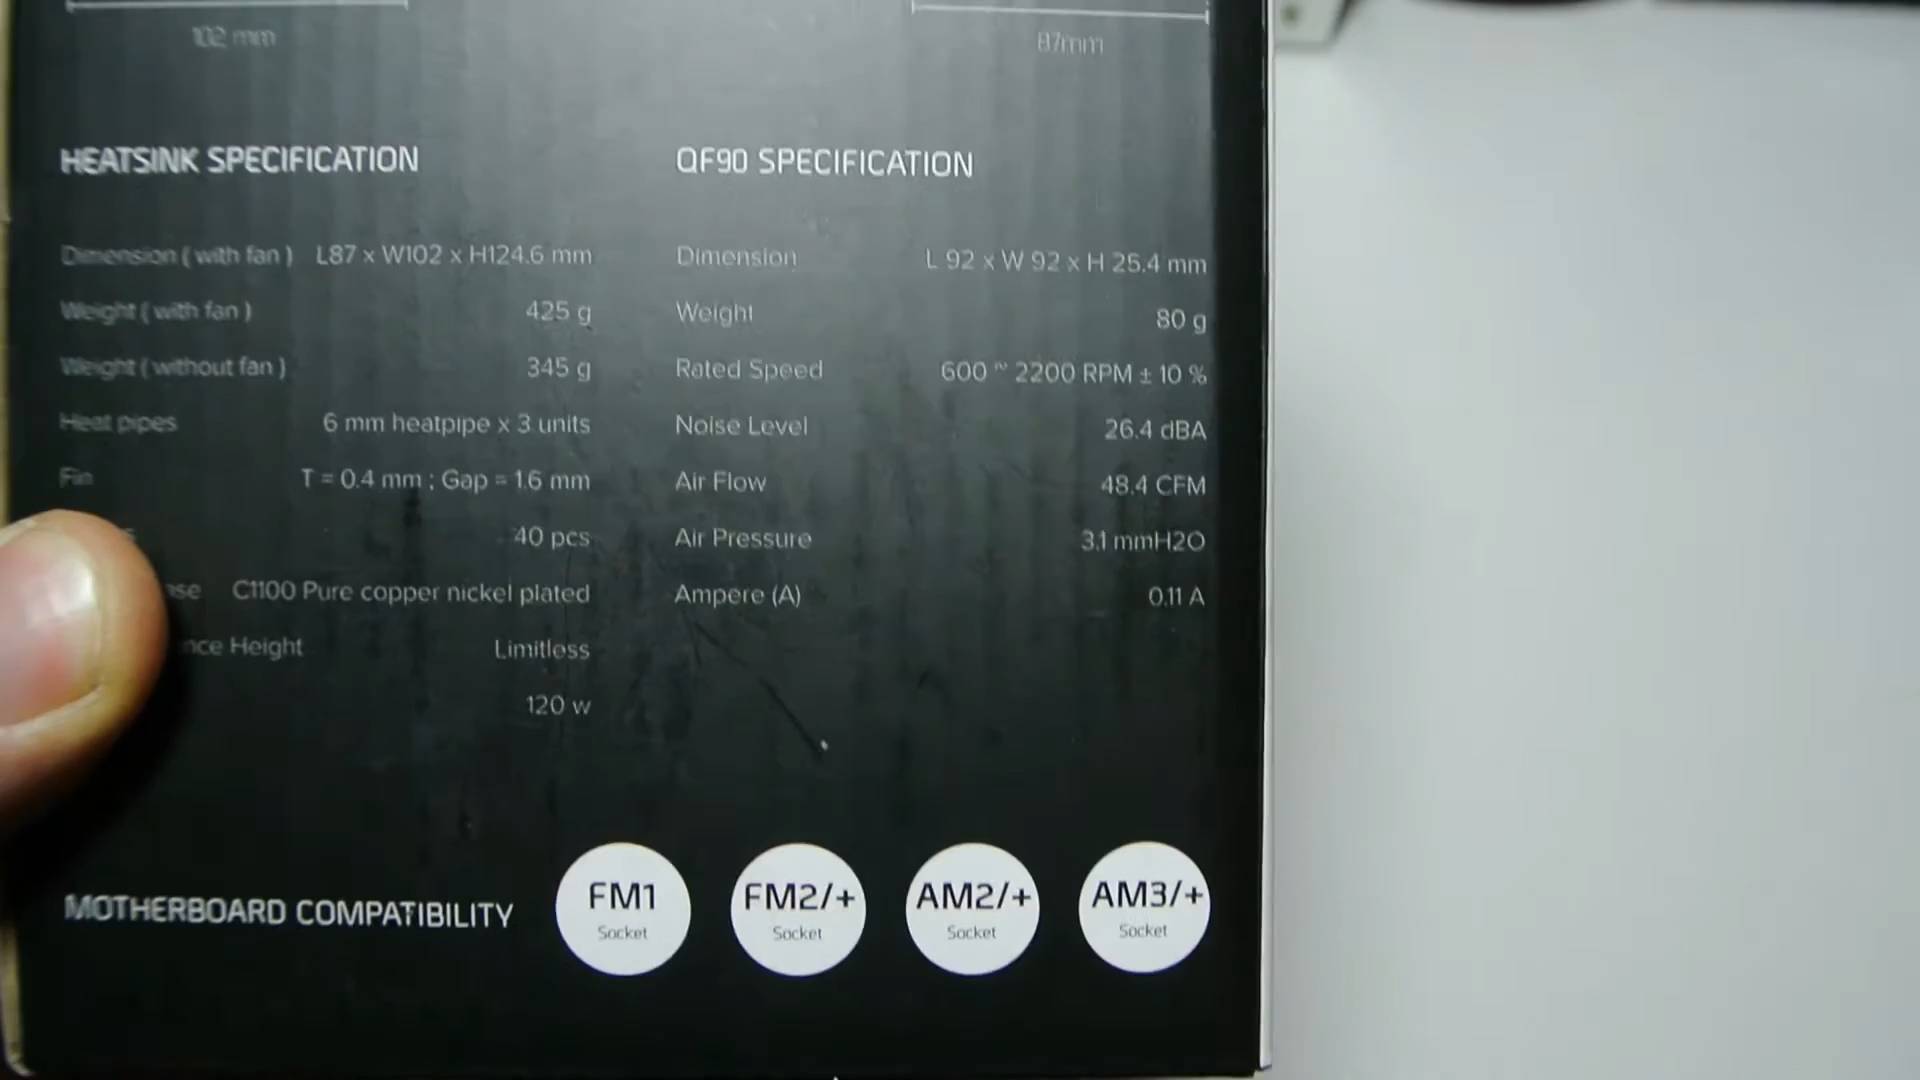 102 mm
87mm
HEATSINK SPECIFICATION
Dimension ( with fan ) L87 x W102 x H124.6 mm
Weight ( with fan ) 425 g
Weight ( without fan ) 345 g
Heat pipes 6 mm heatpipe x 3 units
Fin T = 0.4 mm ; Gap = 1.6 mm
40 pcs
C1100 Pure copper nickel plated
Height Limitless
120 w
QF90 SPECIFICATION
Dimension L 92 x W 92 x H 25.4 mm
Weight 80 g
Rated Speed 600 ~ 2200 RPM ± 10 %
Noise Level 26.4 dBA
Air Flow 48.4 CFM
Air Pressure 3.1 mmH2O
Ampere (A) 0.11 A
MOTHERBOARD COMPATIBILITY
FM1
Socket
FM2/+
Socket
AM2/+
Socket
AM3/+
Socket